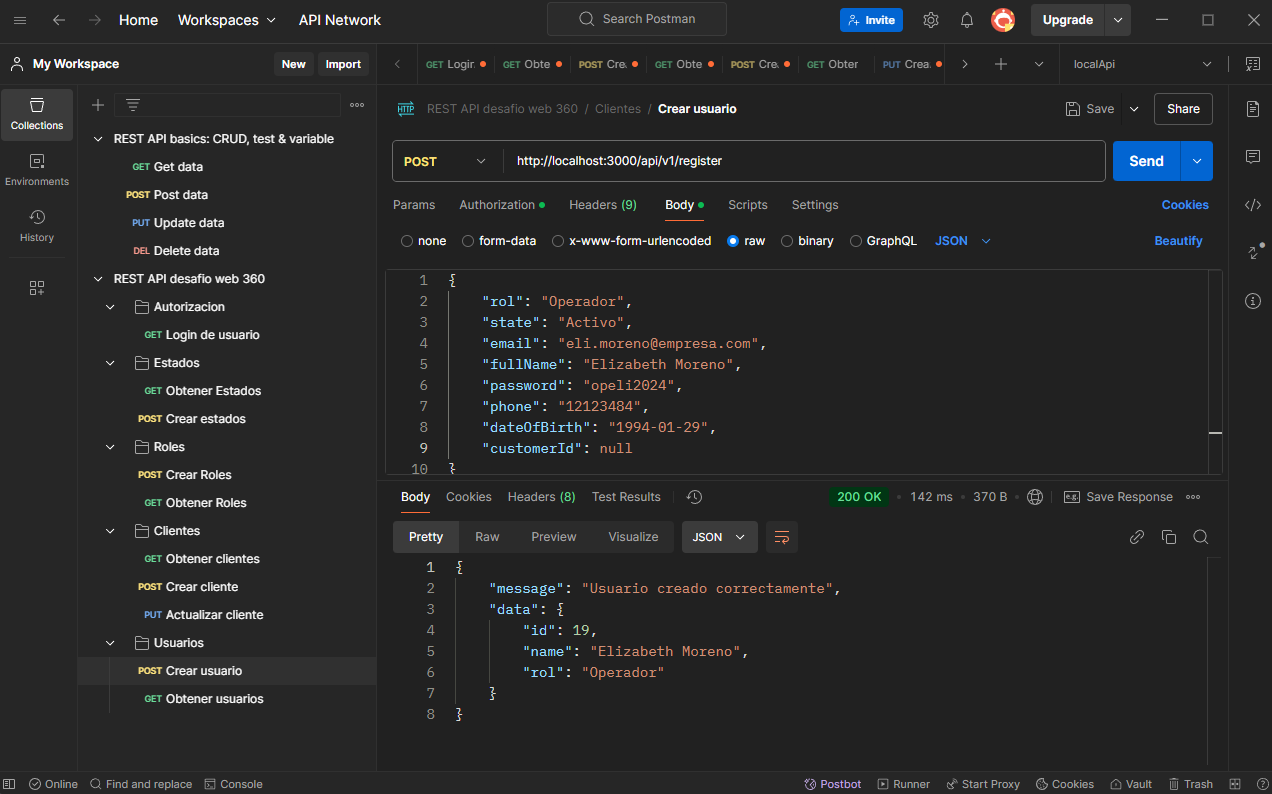 Home Workspaces API Network Search Postman Invite Upgrade
My Workspace New Import
GET Login GET Obte POST Cre GET Obte POST Cre GET Obter PUT Crea. localApi
Collections
Environments
History
REST API basics: CRUD, test & variable
GET Get data
POST Post data
PUT Update data
DEL Delete data
REST API desafio web 360
Autorizacion
GET Login de usuario
Estados
GET Obtener Estados
POST Crear estados
Roles
POST Crear Roles
GET Obtener Roles
Clientes
GET Obtener clientes
POST Crear cliente
PUT Actualizar cliente
Usuarios
POST Crear usuario
GET Obtener usuarios
HTTP REST API desafio web 360 / Clientes / Crear usuario Save Share
POST http://localhost:3000/api/v1/register Send
Params Authorization Headers (9) Body Scripts Settings Cookies
none form-data x-www-form-urlencoded raw binary GraphQL JSON Beautify
1 {
2 "rol": "Operador",
3 "state": "Activo",
4 "email": "eli.moreno@empresa.com",
5 "fullName": "Elizabeth Moreno",
6 "password": "opeli2024",
7 "phone": "12123484",
8 "dateOfBirth": "1994-01-29",
9 "customerId": null
10 }
Body Cookies Headers (8) Test Results 200 OK • 142 ms • 370 B • e.g. Save Response
Pretty Raw Preview Visualize JSON
1 {
2 "message": "Usuario creado correctamente",
3 "data": {
4 "id": 19,
5 "name": "Elizabeth Moreno",
6 "rol": "Operador"
7 }
8 }
Online Find and replace Console Postbot Runner Start Proxy Cookies Vault Trash